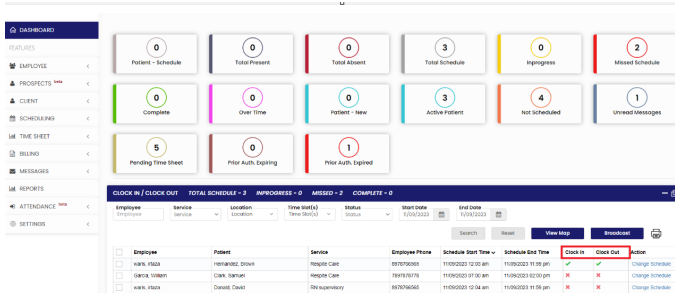 DASHBOARD
FEATURES
EMPLOYEE
PROSPECTS beta
CLIENT
SCHEDULING
TIME SHEET
BILLING
MESSAGES
REPORTS
ATTENDANCE beta
SETTINGS
0
Patient - Schedule
0
Total Present
0
Total Absent
3
Total Schedule
0
Inprogress
2
Missed Schedule
0
Complete
0
Over Time
0
Patient - New
3
Active Patient
4
Not Scheduled
1
Unread Messages
5
Pending Time Sheet
0
Prior Auth. Expiring
1
Prior Auth. Expired
CLOCK IN / CLOCK OUT TOTAL SCHEDULE - 3 INPROGRESS - 0 MISSED - 2 COMPLETE - 0
Employee Service Location Time Slot(s) Status Start Date End Date
Employee Service Location Time Slot(s) Status 11/09/2023 11/09/2023
Search Reset View Map Broadcast
Employee Patient Service Employee Phone Schedule Start Time Schedule End Time Clock In Clock Out Action
waris, irtaza Hernandez, Brown Respite Care 8978766568 11/09/2023 12:03 am 11/09/2023 11:55 pm Change Schedule
Garcia, William Clark, Samuel Respite Care 7897878778 11/09/2023 07:00 am 11/09/2023 02:00 pm Change Schedule
waris, irtaza Donald, David RN supervisory 8978766568 11/09/2023 12:04 am 11/09/2023 11:59 pm Change Schedule